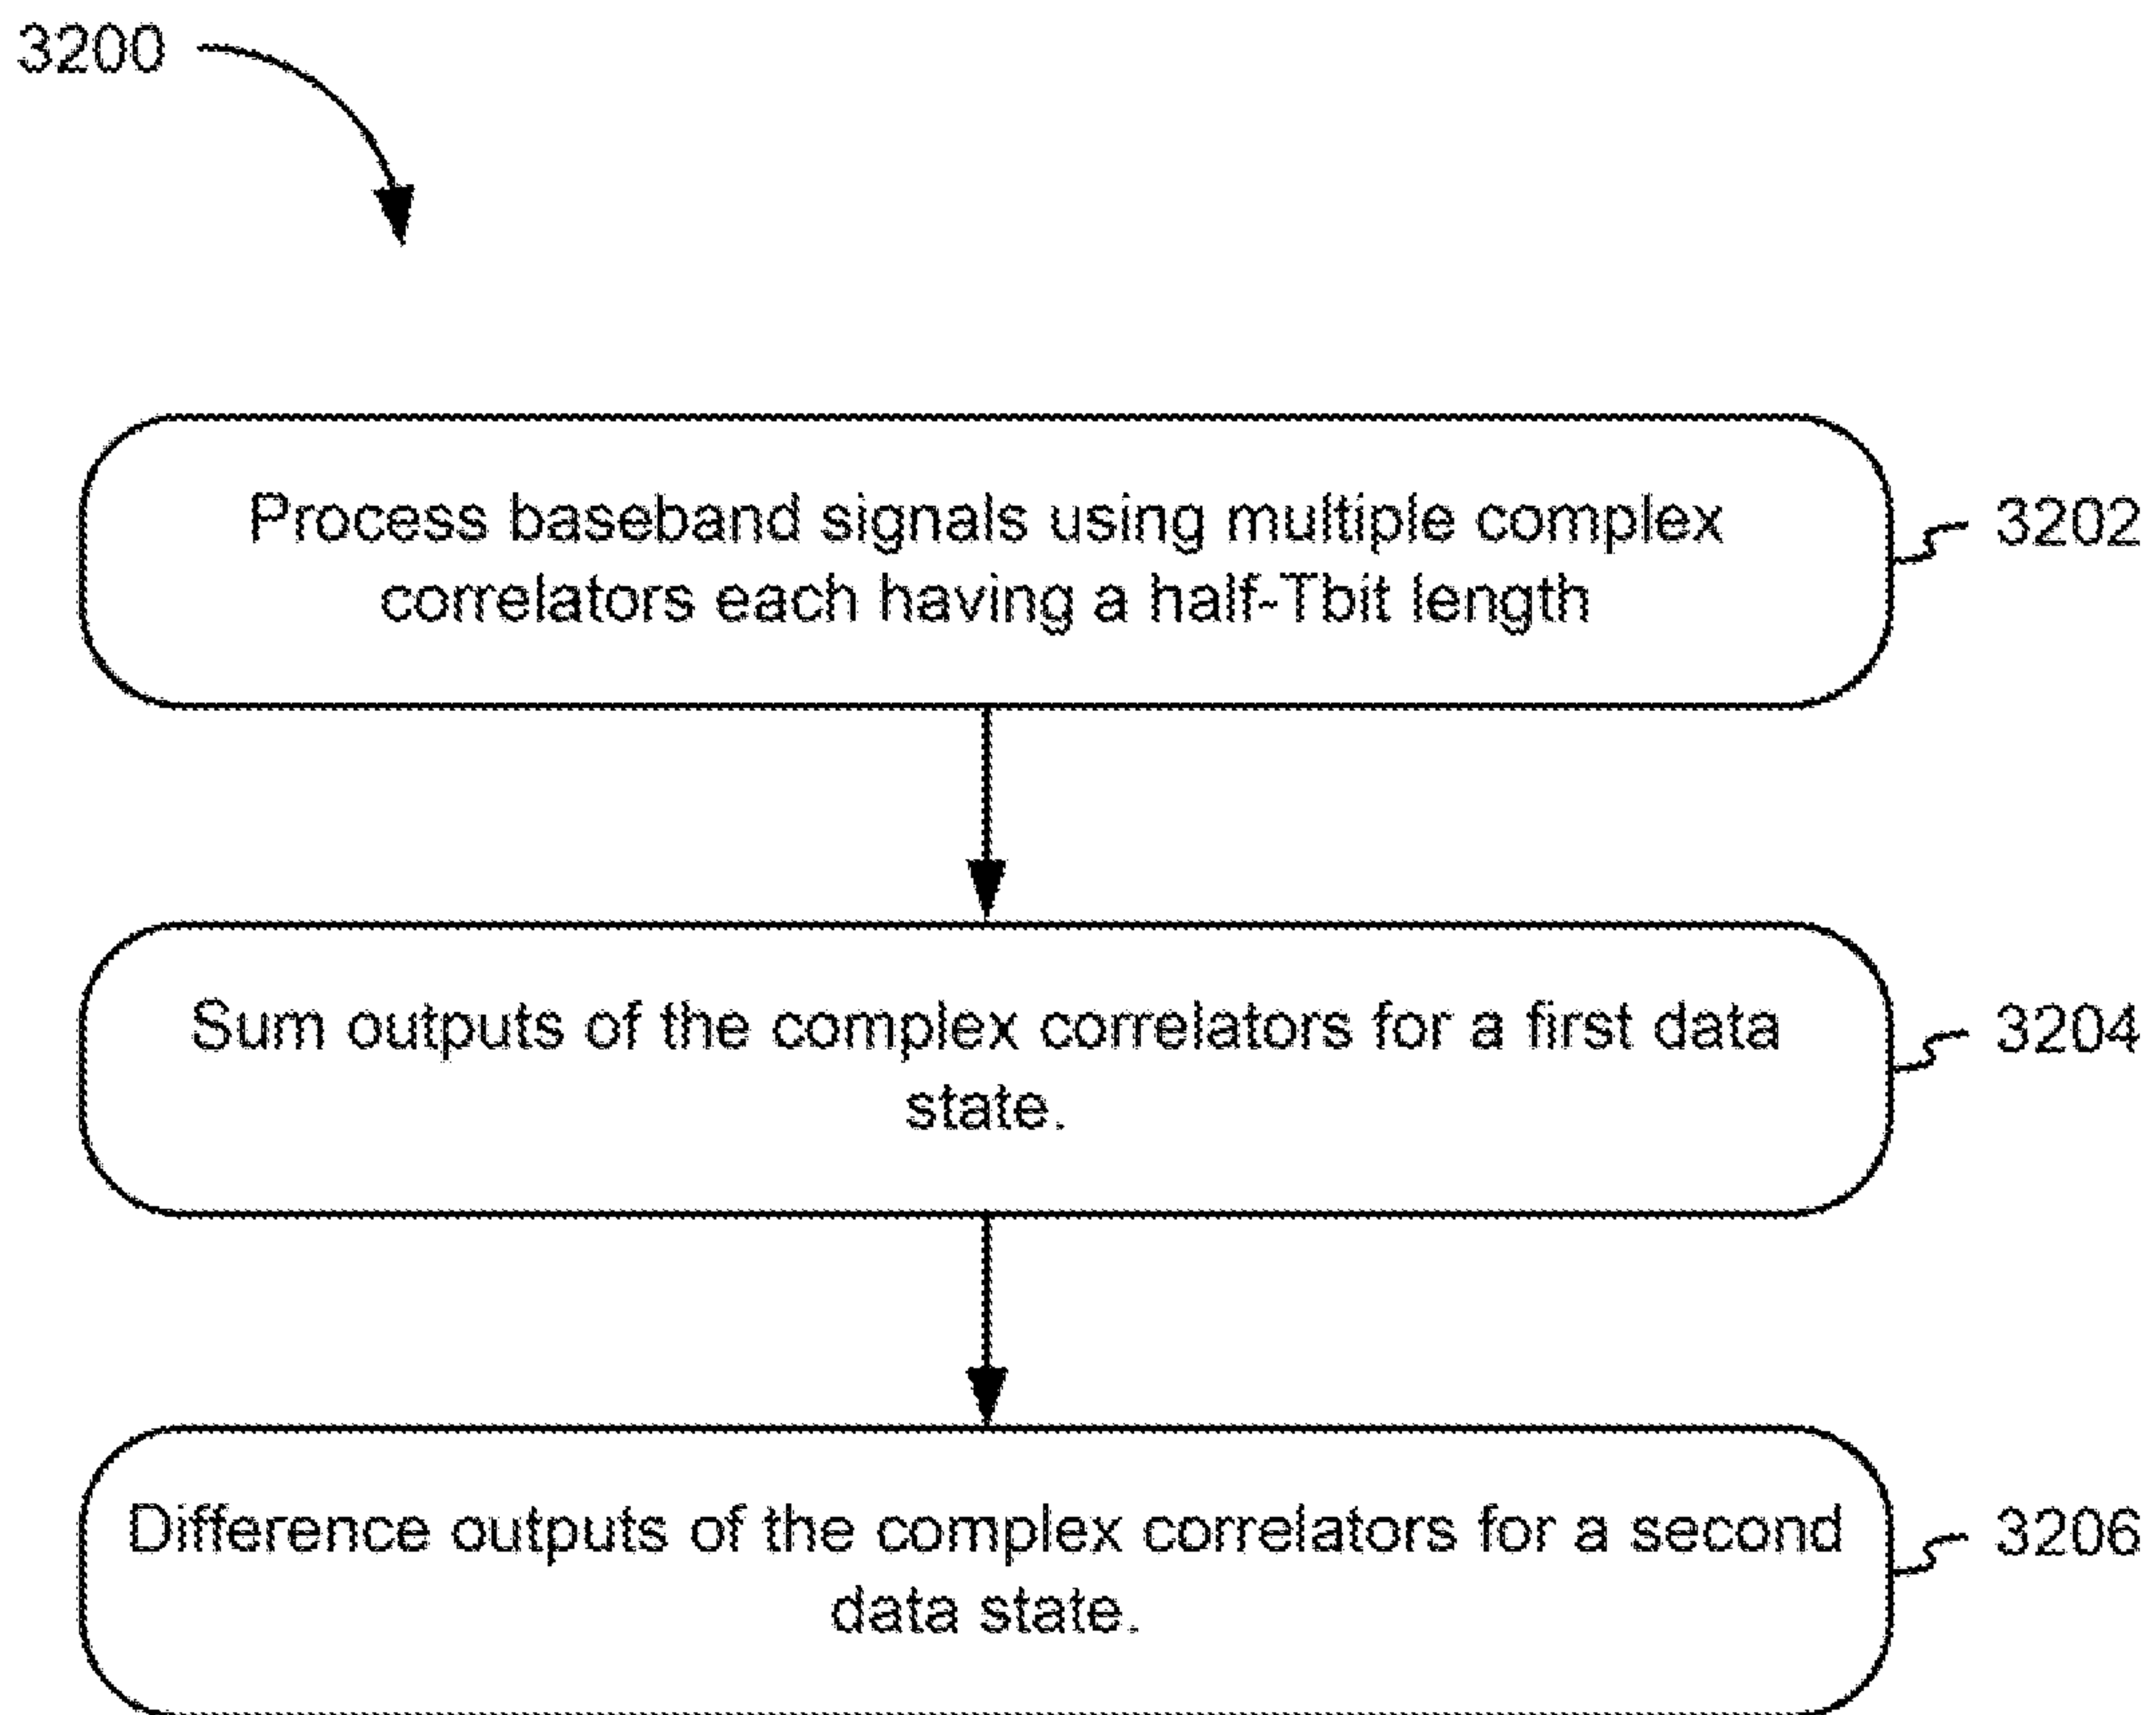 3200
Process baseband signals using multiple complex
correlators each having a half-Tbit length
3202
Sum outputs of the complex correlators for a first data
state.
3204
Difference outputs of the complex correlators for a second
data state.
3206